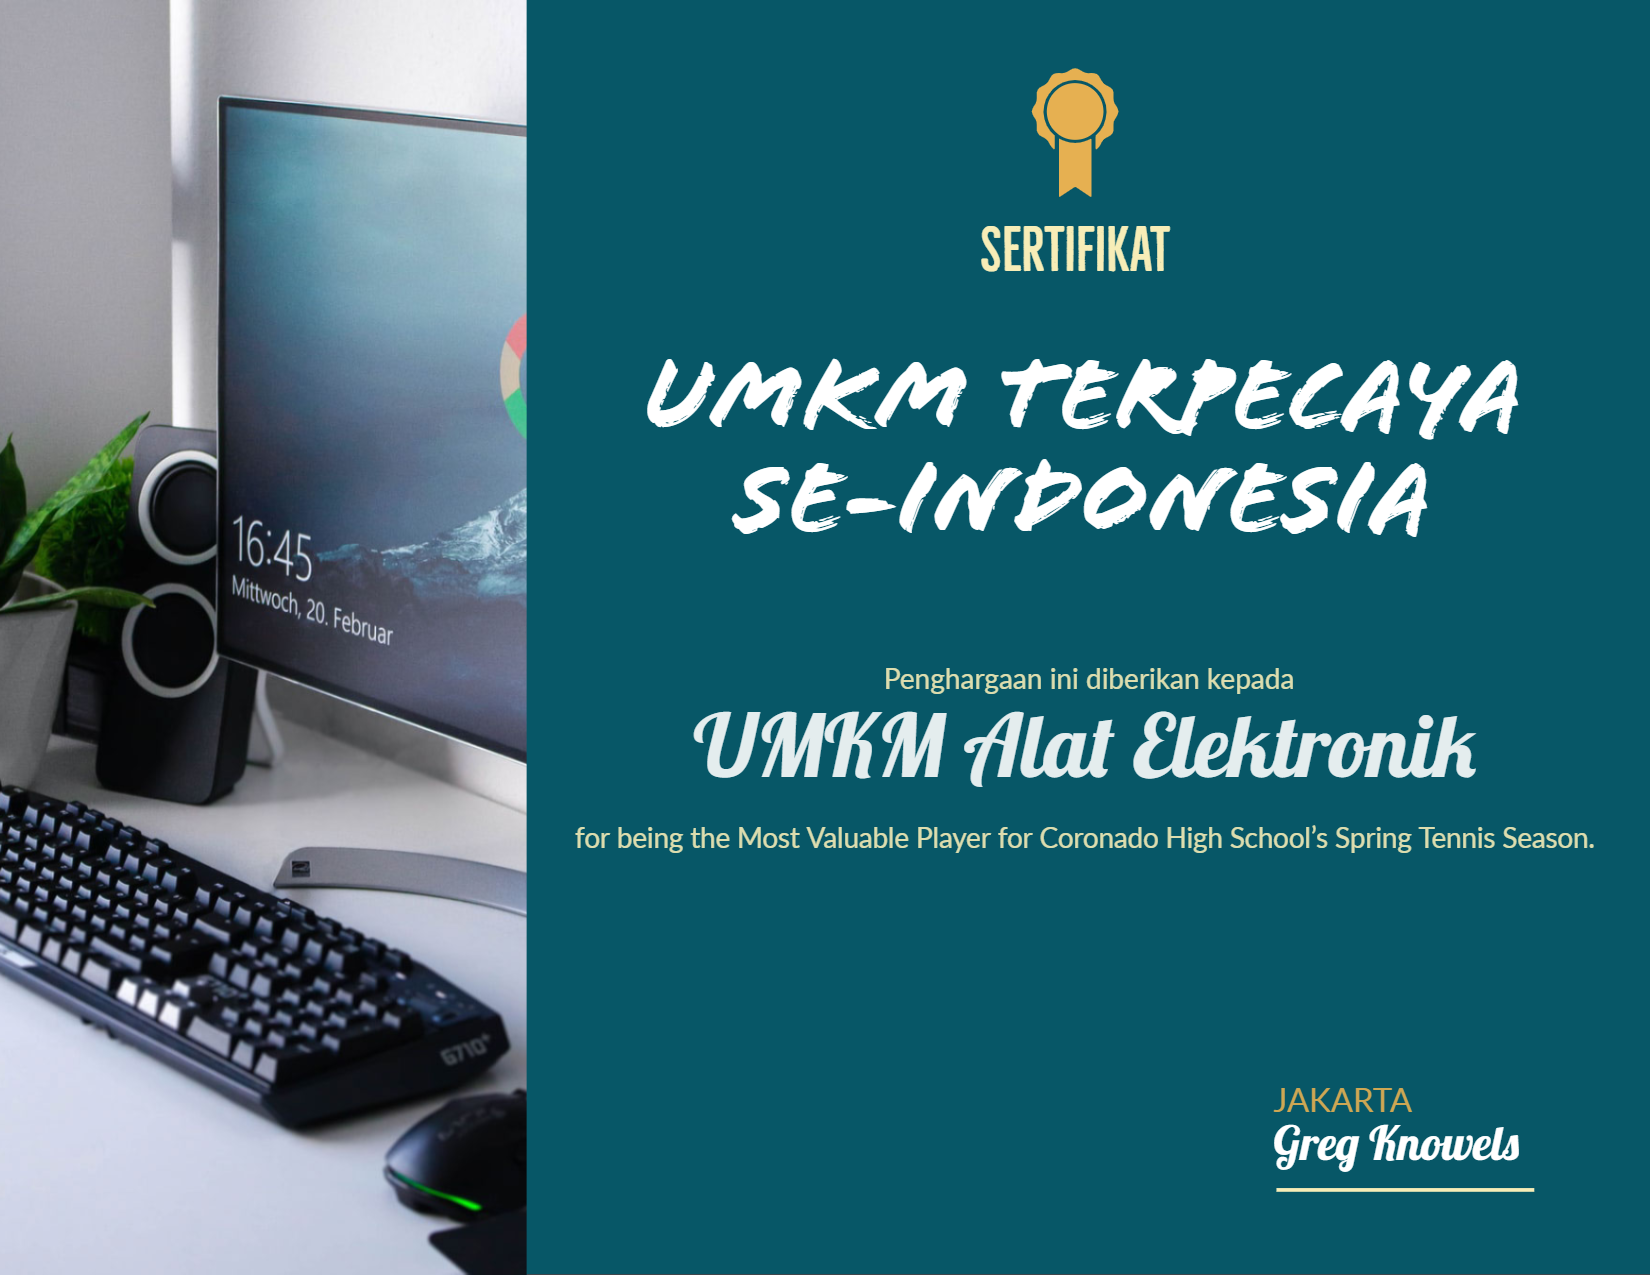 SERTIFIKAT
UMKM TERPECAYA
SE-INDONESIA
Penghargaan ini diberikan kepada
UMKM Alat Elektronik
for being the Most Valuable Player for Coronado High School's Spring Tennis Season.
JAKARTA
Greg Knowels
16:45
Mittwoch, 20. Februar
G710+